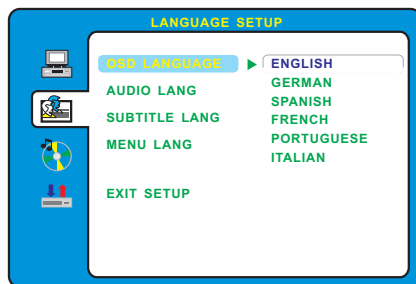 LANGUAGE SETUP
OSD LANGUAGE
AUDIO LANG
SUBTITLE LANG
MENU LANG
EXIT SETUP
ENGLISH
GERMAN
SPANISH
FRENCH
PORTUGUESE
ITALIAN